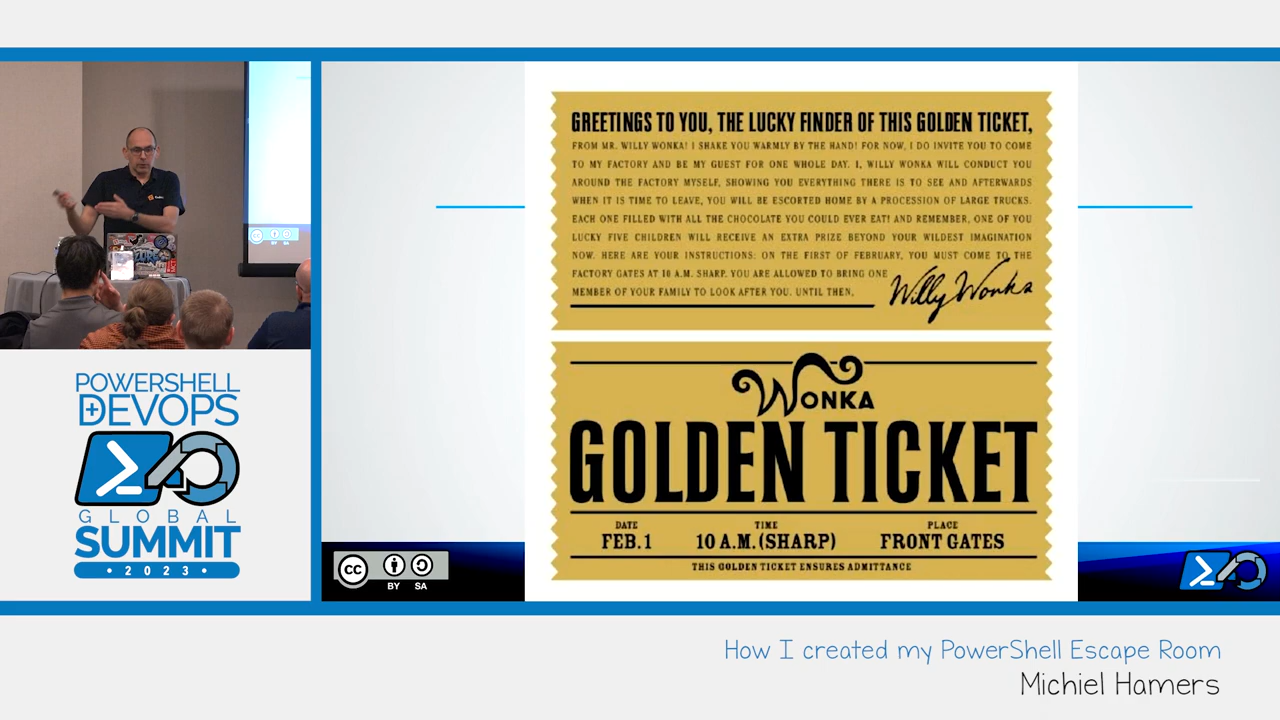 GREETINGS TO YOU, THE LUCKY FINDER OF THIS GOLDEN TICKET,
FROM MR. WILLY WONKA! I SHAKE YOU WARMLY BY THE HAND! FOR NOW, I DO INVITE YOU TO COME
TO MY FACTORY AND BE MY GUEST FOR ONE WHOLE DAY. I, WILLY WONKA WILL CONDUCT YOU
AROUND THE FACTORY MYSELF, SHOWING YOU EVERYTHING THERE IS TO SEE AND AFTERWARDS
WHEN IT IS TIME TO LEAVE, YOU WILL BE ESCORTED HOME BY A PROCESSION OF LARGE TRUCKS.
EACH ONE FILLED WITH ALL THE CHOCOLATE YOU COULD EVER EAT! AND REMEMBER, ONE OF YOU
LUCKY FIVE CHILDREN WILL RECEIVE AN EXTRA PRIZE BEYOND YOUR WILDEST IMAGINATION
NOW. HERE ARE YOUR INSTRUCTIONS: ON THE FIRST OF FEBRUARY, YOU MUST COME TO THE
FACTORY GATES AT 10 A.M. SHARP. YOU ARE ALLOWED TO BRING ONE
MEMBER OF YOUR FAMILY TO LOOK AFTER YOU. UNTIL THEN,
Willy Wonka
WONKA
GOLDEN TICKET
DATE TIME PLACE
FEB.1 10 A.M.(SHARP) FRONT GATES
THIS GOLDEN TICKET ENSURES ADMITTANCE
POWERSHELL
+DEVOPS
GLOBAL
SUMMIT
• 2023 •
CC
BY SA
How I created my PowerShell Escape Room
Michiel Hamers